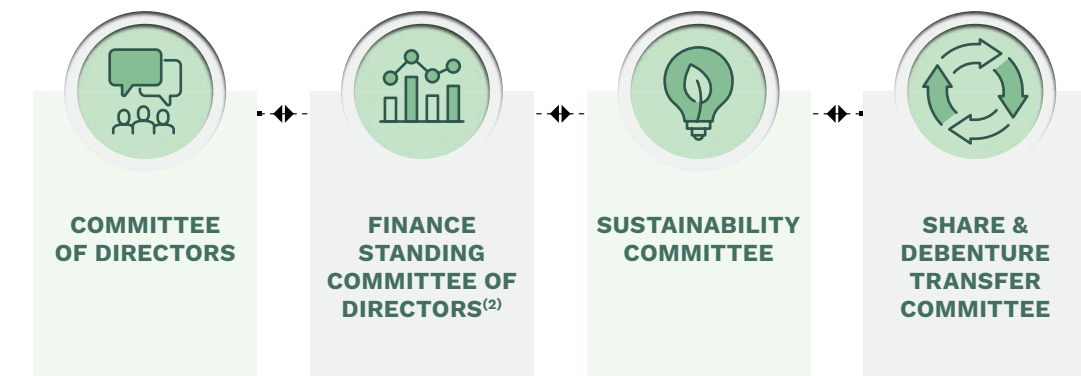 COMMITTEE
OF DIRECTORS
FINANCE
STANDING
COMMITTEE OF
DIRECTORS(2)
SUSTAINABILITY
COMMITTEE
SHARE &
DEBENTURE
TRANSFER
COMMITTEE